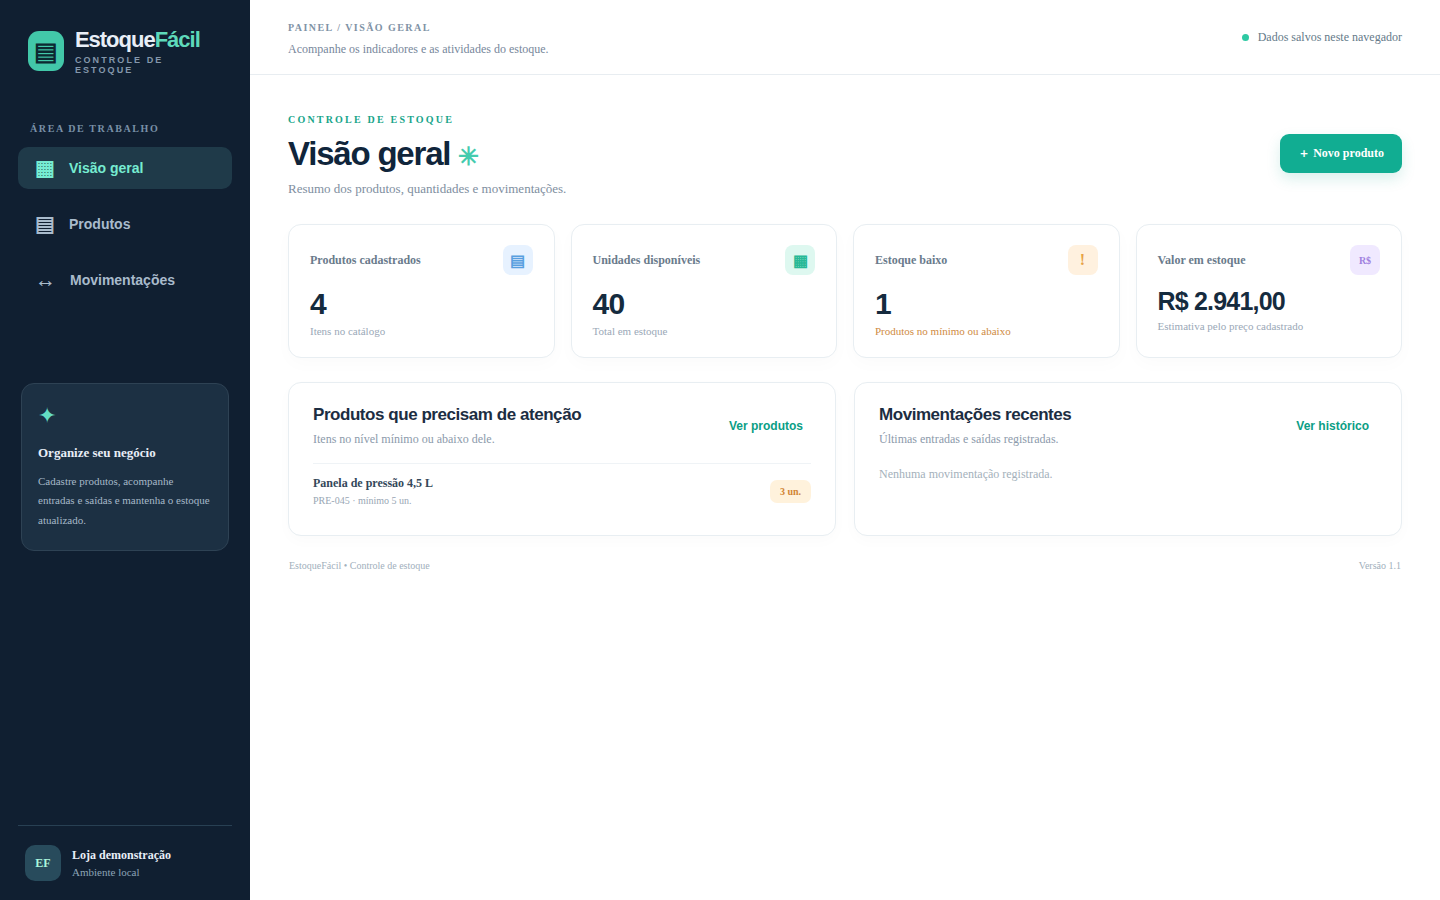 EstoqueFácil
CONTROLE DE
ESTOQUE
ÁREA DE TRABALHO
Visão geral
Produtos
Movimentações
Organize seu negócio
Cadastre produtos, acompanhe
entradas e saídas e mantenha o estoque
atualizado.
EF
Loja demonstração
Ambiente local
PAINEL / VISÃO GERAL
Acompanhe os indicadores e as atividades do estoque.
Dados salvos neste navegador
CONTROLE DE ESTOQUE
Visão geral
Resumo dos produtos, quantidades e movimentações.
+ Novo produto
Produtos cadastrados
4
Itens no catálogo
Unidades disponíveis
40
Total em estoque
Estoque baixo
!
1
Produtos no mínimo ou abaixo
Valor em estoque
R$
R$ 2.941,00
Estimativa pelo preço cadastrado
Produtos que precisam de atenção
Itens no nível mínimo ou abaixo dele.
Ver produtos
Panela de pressão 4,5 L
PRE-045 · mínimo 5 un.
3 un.
Movimentações recentes
Últimas entradas e saídas registradas.
Ver histórico
Nenhuma movimentação registrada.
EstoqueFácil • Controle de estoque
Versão 1.1